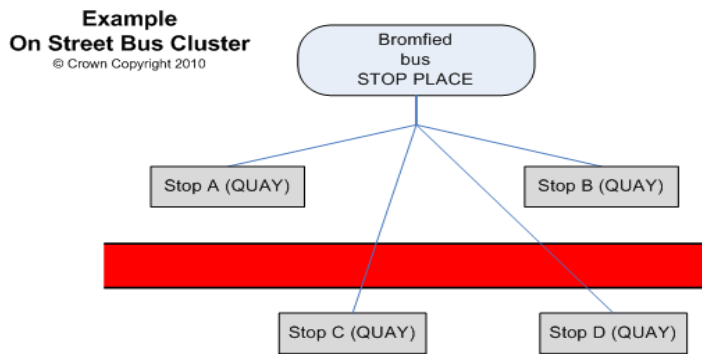 Example
On Street Bus Cluster
© Crown Copyright 2010
Bromfied
bus
STOP PLACE
Stop A (QUAY)
Stop B (QUAY)
Stop C (QUAY)
Stop D (QUAY)